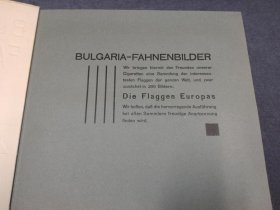 BULGARIA-FAHNENBILDER
Wir bringen hiermit den Freunden unserer
Cigaretten eine Sammlung der interessan-
testen Flaggen der ganzen Welt und zwar
zunächst in 200 Bildern:
Die Flaggen Europas
Wir hoffen, daß die hervorragende Ausführung
bei allen Sammlern freudige Anerkennung
finden wird.